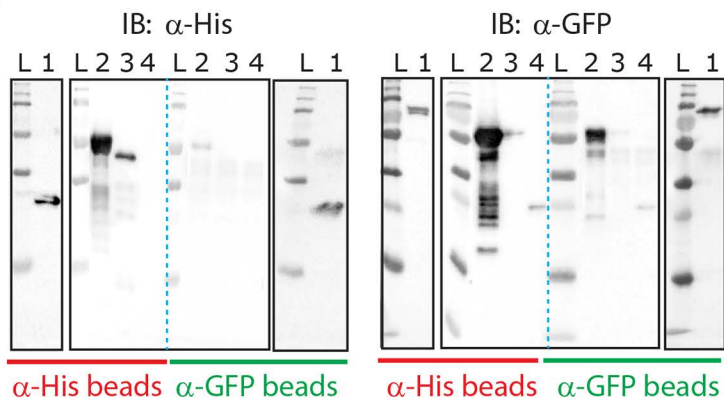 IB: α-His
IB: α-GFP
L 1 L 2 3 4 L 2 3 4 L 1
L 1 L 2 3 4 L 2 3 4 L 1
α-His beads α-GFP beads
α-His beads α-GFP beads